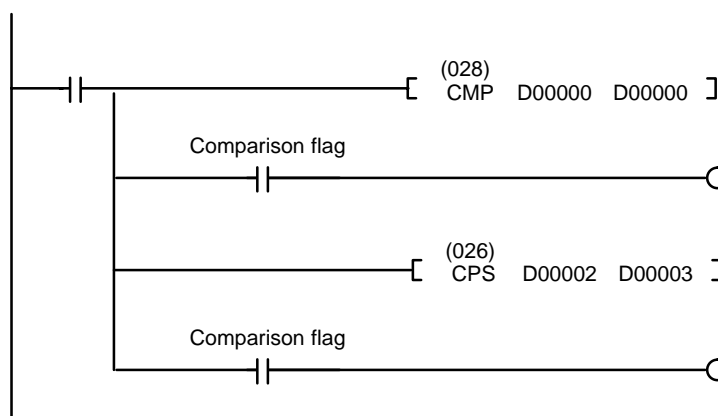 (028)
CMP D00000 D00000
Comparison flag
(026)
CPS D00002 D00003
Comparison flag